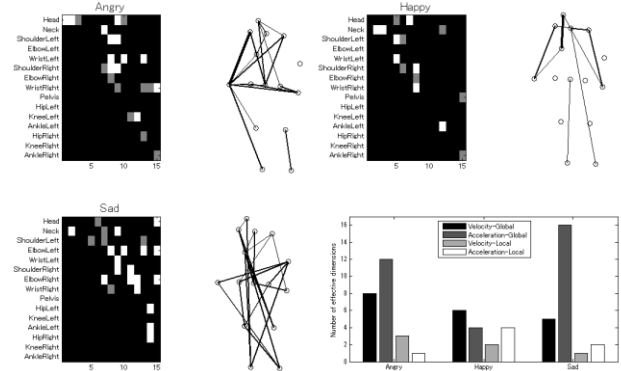 Angry
Head
Neck
ShoulderLeft
ElbowLeft
WristLeft
ShoulderRight
ElbowRight
WristRight
Pelvis
HipLeft
KneeLeft
AnkleLeft
HipRight
KneeRight
AnkleRight
5 10 15
Happy
Head
Neck
ShoulderLeft
ElbowLeft
WristLeft
ShoulderRight
ElbowRight
WristRight
Pelvis
HipLeft
KneeLeft
AnkleLeft
HipRight
KneeRight
AnkleRight
5 10 15
Sad
Head
Neck
ShoulderLeft
ElbowLeft
WristLeft
ShoulderRight
ElbowRight
WristRight
Pelvis
HipLeft
KneeLeft
AnkleLeft
HipRight
KneeRight
AnkleRight
5 10 15
Number of effective dimensions
16
14
12
10
8
6
4
2
0
Velocity-Global
Acceleration-Global
Velocity-Local
Acceleration-Local
Angry Happy Sad